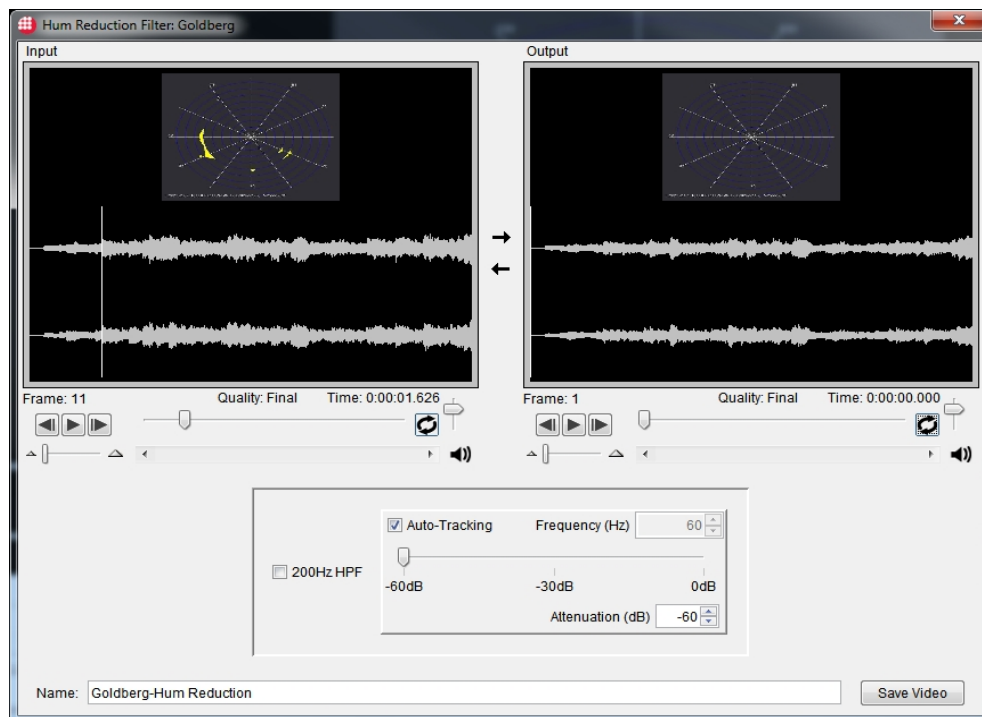 Hum Reduction Filter: Goldberg
Input
Output
Frame: 11
Quality: Final
Time: 0:00:01.626
Frame: 1
Quality: Final
Time: 0:00:00.000
Auto-Tracking
Frequency (Hz)
60
200Hz HPF
-60dB
-30dB
0dB
Attenuation (dB)
-60
Name:
Goldberg-Hum Reduction
Save Video